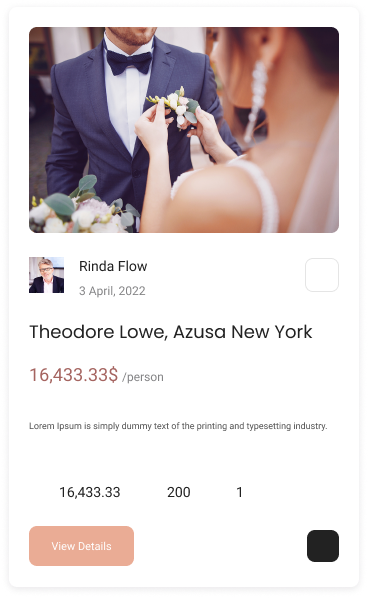 Rinda Flow
3 April, 2022
Theodore Lowe, Azusa New York
16,433.33$ /person
Lorem Ipsum is simply dummy text of the printing and typesetting industry.
16,433.33 200 1
View Details